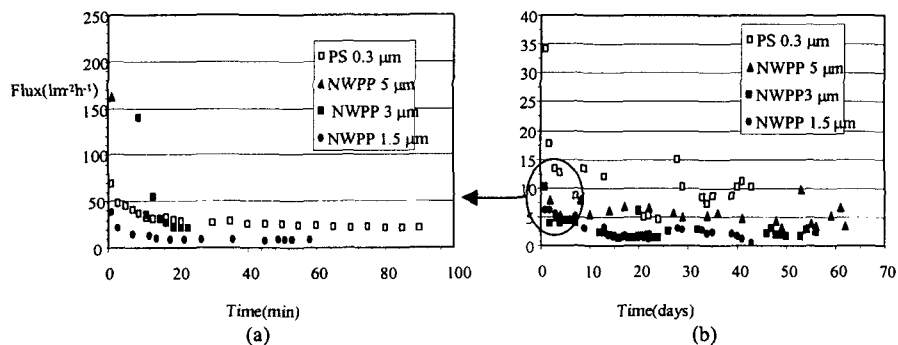 250
200
150
100
50
0
Flux(lm⁻²h⁻¹)
□ PS 0.3 μm
▲ NWPP 5 μm
■ NWPP 3 μm
● NWPP 1.5 μm
0 20 40 60 80 100
Time(min)
(a)
40
35
30
25
20
15
10
5
0
□ PS 0.3 μm
▲ NWPP 5 μm
■ NWPP3 μm
● NWPP 1.5 μm
0 10 20 30 40 50 60 70
Time(days)
(b)